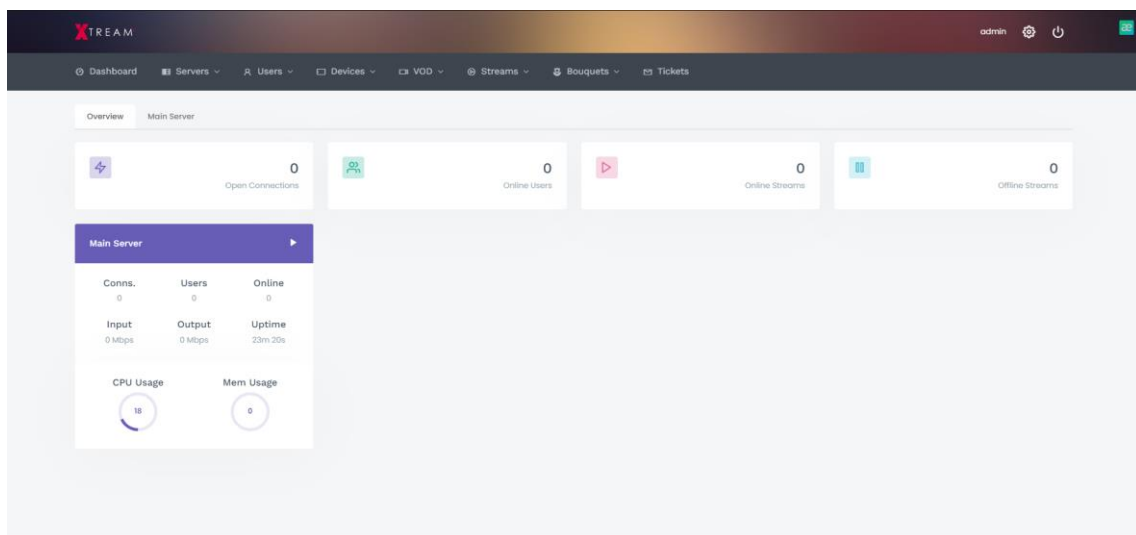 XTREAM
admin
æ
Dashboard Servers Users Devices VOD Streams Bouquets Tickets
Overview Main Server
0
Open Connections
0
Online Users
0
Online Streams
0
Offline Streams
Main Server
Conns. Users Online
0 0 0
Input Output Uptime
0 Mbps 0 Mbps 23m 20s
CPU Usage Mem Usage
18 0